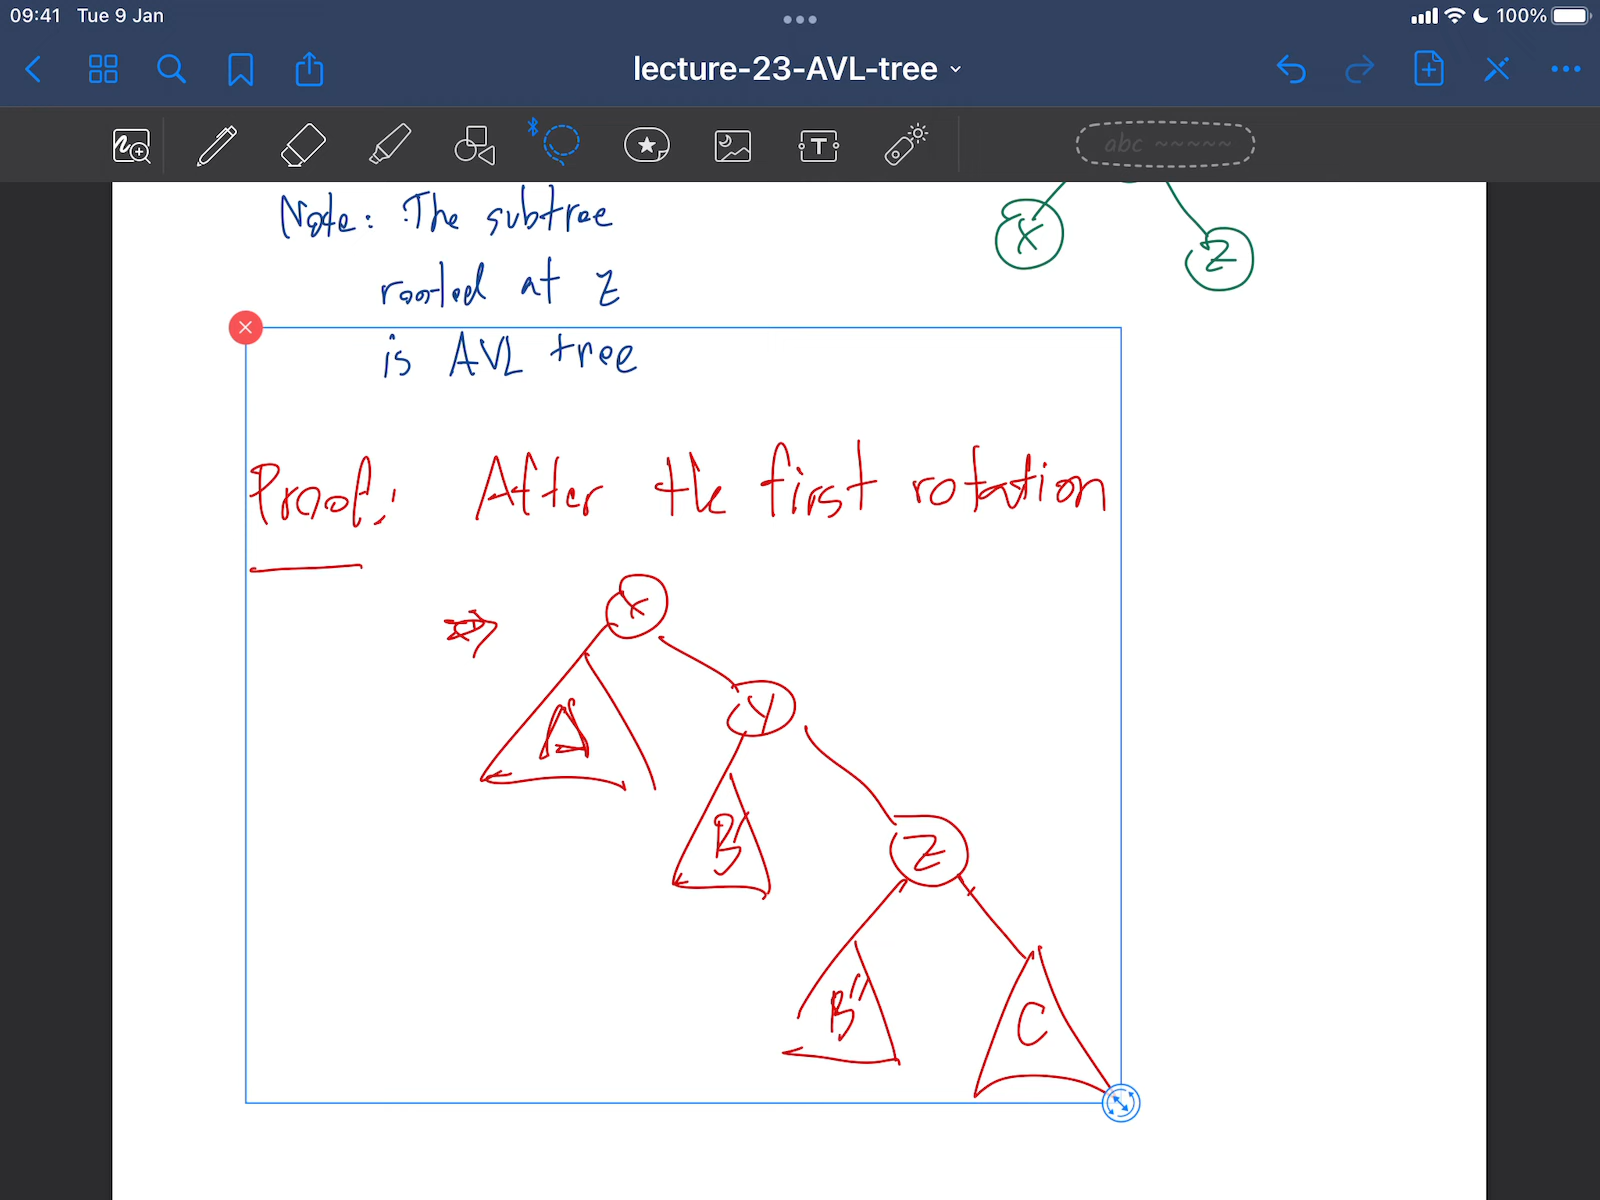 09:41 Tue 9 Jan
100%
lecture-23-AVL-tree
T
abc
Note: The subtree
rooted at z
is AVL tree
X
Z
Proof: After the first rotation
X
A
Y
B'
Z
B''
C